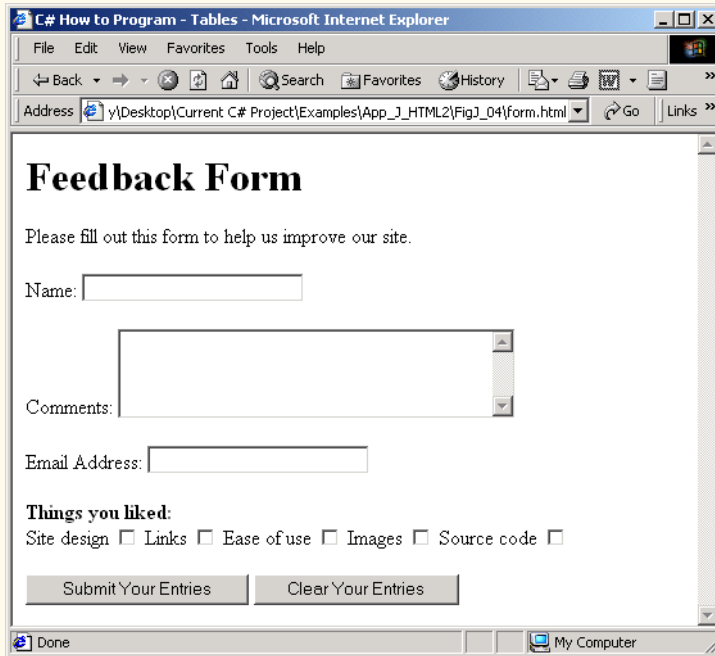 C# How to Program - Tables - Microsoft Internet Explorer
File Edit View Favorites Tools Help
Back Search Favorites History W »
Address y\Desktop\Current C# Project\Examples\App_J_HTML2\FigJ_04\form.html Go Links »
Feedback Form
Please fill out this form to help us improve our site.
Name:
Comments:
Email Address:
Things you liked:
Site design Links Ease of use Images Source code
Submit Your Entries Clear Your Entries
Done My Computer